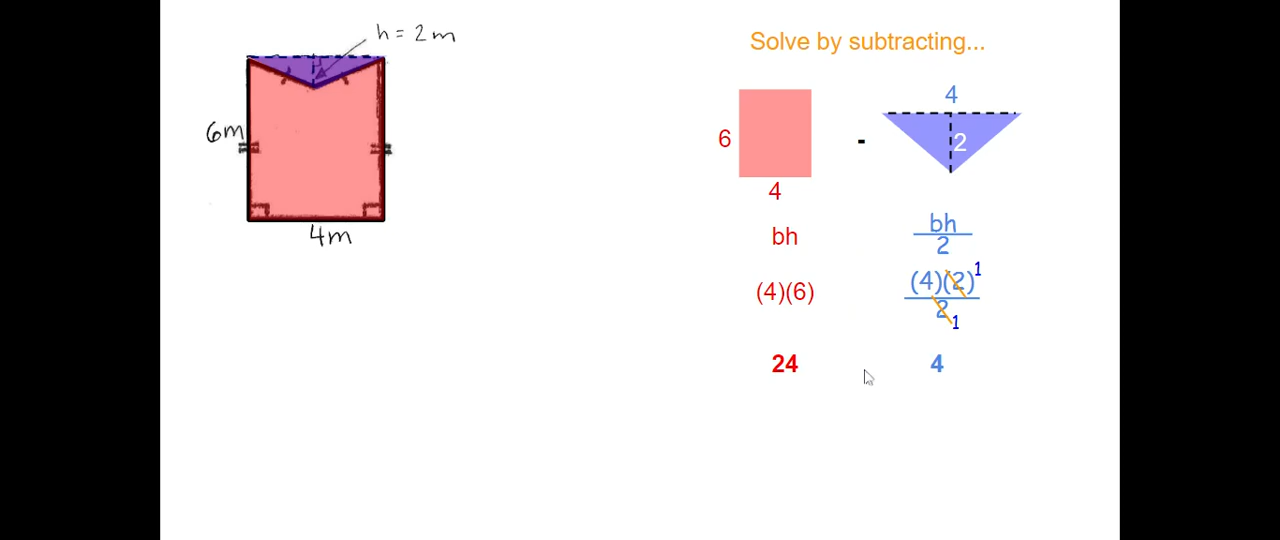 h = 2m
6m
4m
Solve by subtracting...
6
4
-
4
2
bh
bh
2
(4)(6)
(4)(2) 1
2 1
24
4